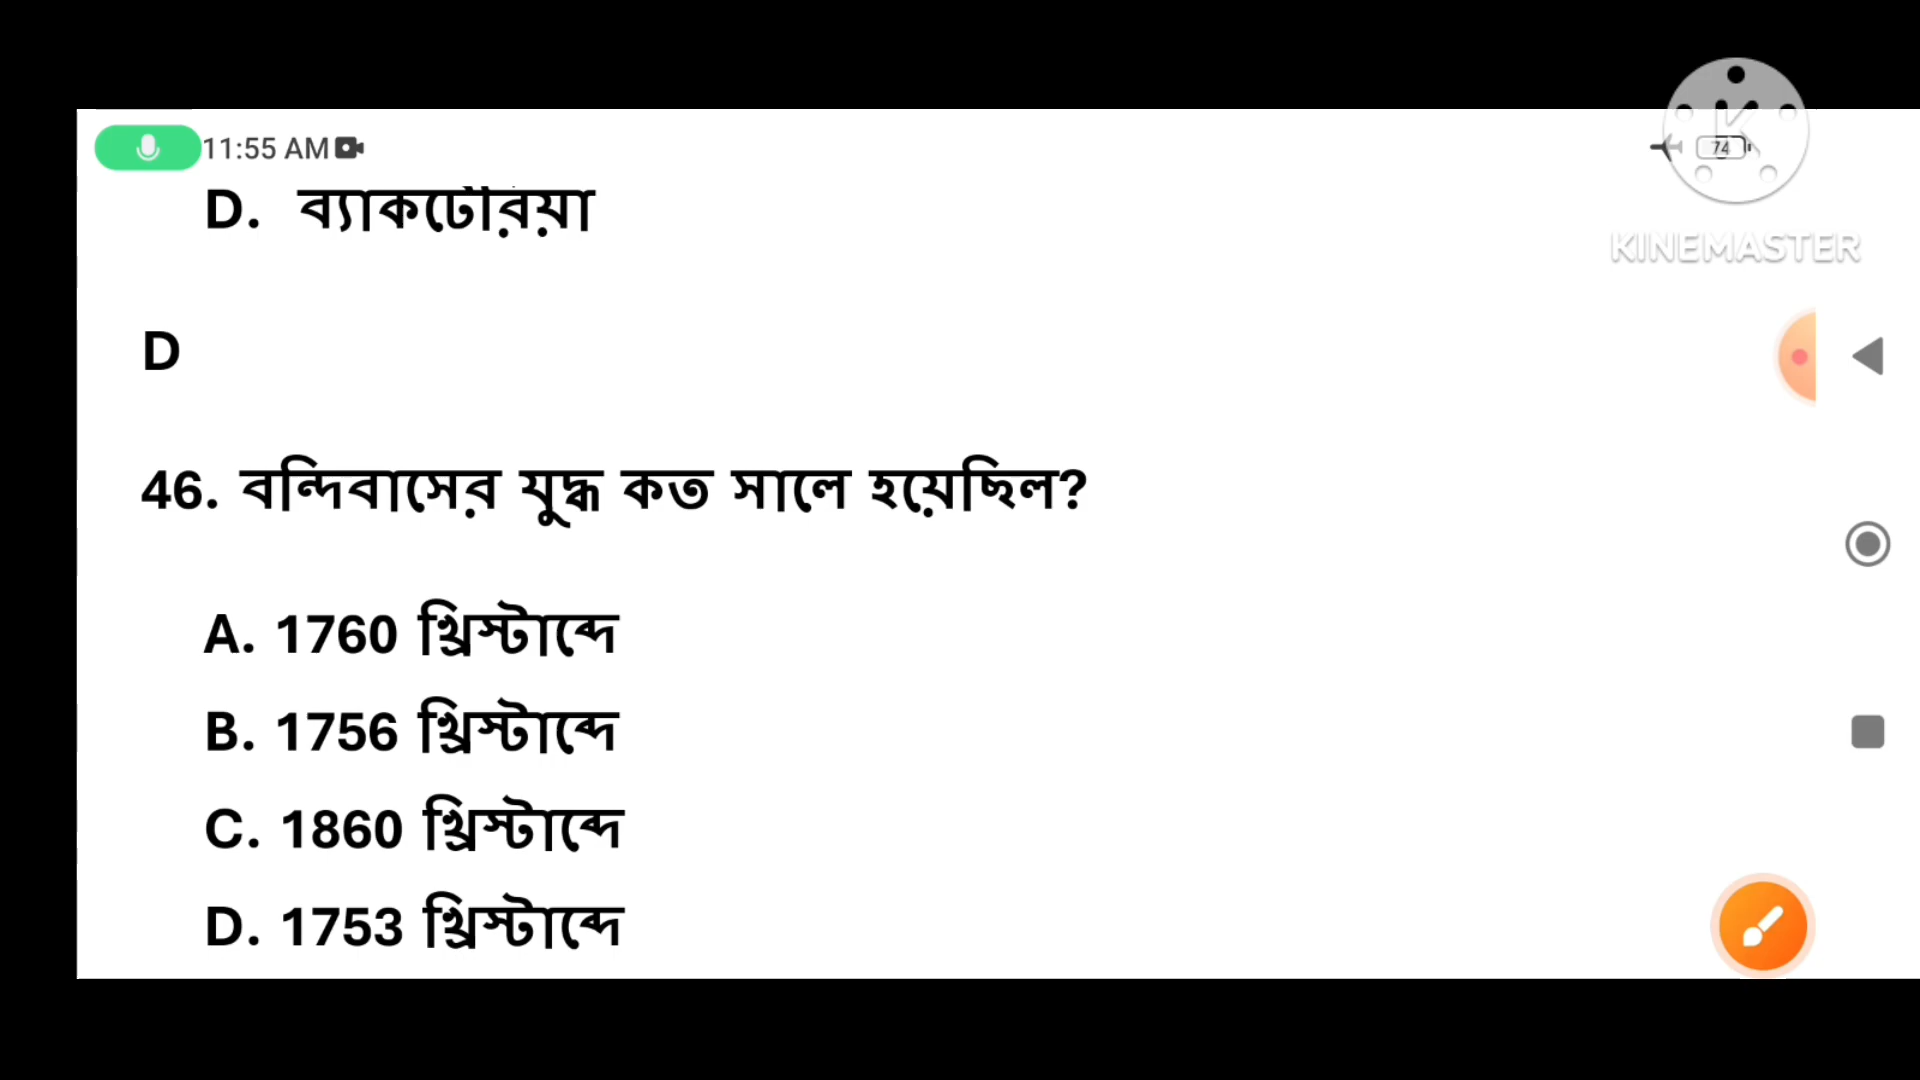 11:55 AM
74
KINEMASTER
D. ব্যাকটেরিয়া
D
46. বন্দিবাসের যুদ্ধ কত সালে হয়েছিল?
A. 1760 খ্রিস্টাব্দে
B. 1756 খ্রিস্টাব্দে
C. 1860 খ্রিস্টাব্দে
D. 1753 খ্রিস্টাব্দে